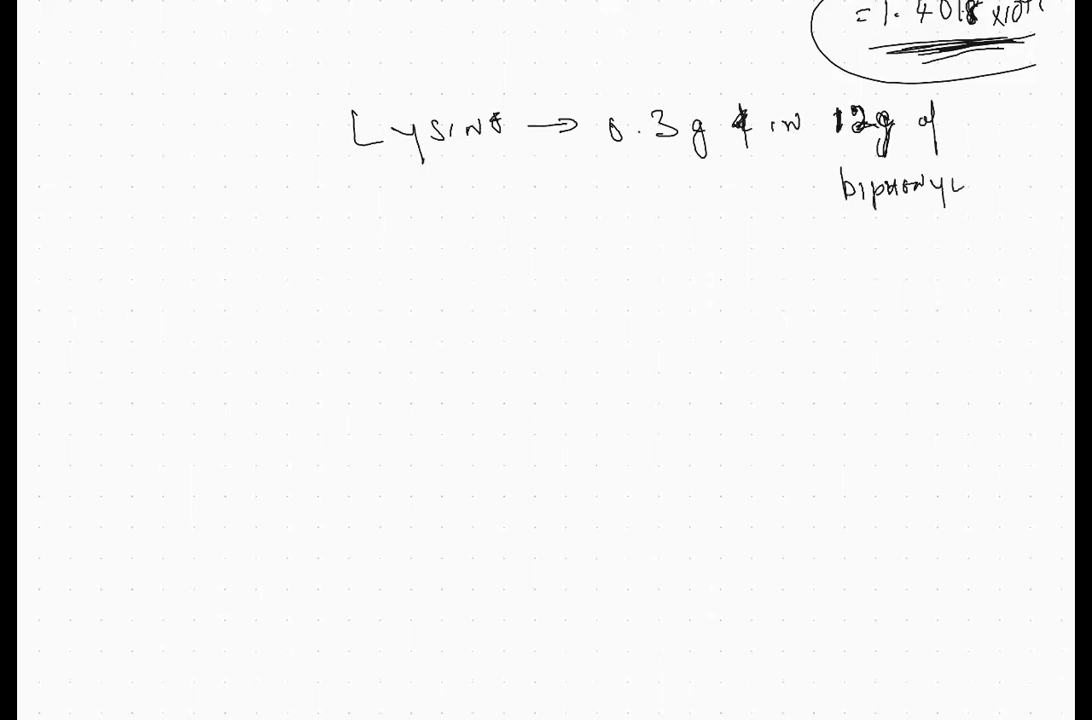 = 1.4018 x10
Lysine → 0.3g in 12g of
biphenyl